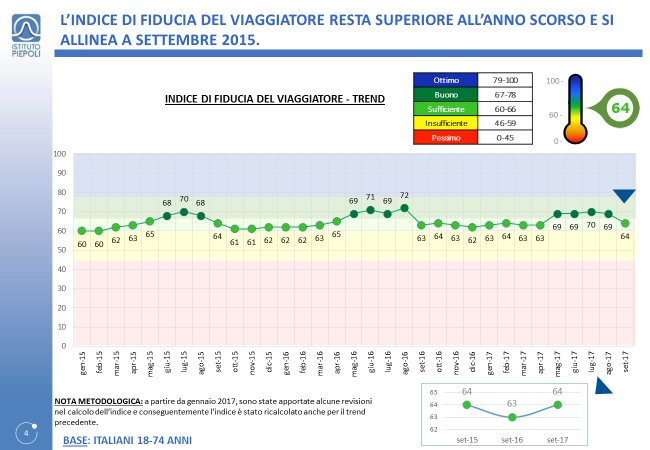 L'INDICE DI FIDUCIA DEL VIAGGIATORE RESTA SUPERIORE ALL'ANNO SCORSO E SI
ALLINEA A SETTEMBRE 2015.
ISTITUTO
PIEPOLI
INDICE DI FIDUCIA DEL VIAGGIATORE - TREND
Ottimo 79-100
Buono 67-78
Sufficiente 60-66
Insufficiente 46-59
Pessimo 0-45
100
60
0
64
100
90
80
70
60
50
40
30
20
10
0
60 60 62 63 65 68 70 68 64 61 61 62 62 62 63 65 69 71 69 72 63 64 63 62 63 64 63 63 69 69 70 69 64
gen-15 feb-15 mar-15 apr-15 mag-15 giu-15 lug-15 ago-15 set-15 ott-15 nov-15 dic-15 gen-16 feb-16 mar-16 apr-16 mag-16 giu-16 lug-16 ago-16 set-16 ott-16 nov-16 dic-16 gen-17 feb-17 mar-17 apr-17 mag-17 giu-17 lug-17 ago-17 set-17
NOTA METODOLOGICA: a partire da gennaio 2017, sono state apportate alcune revisioni
nel calcolo dell'indice e conseguentemente l'indice è stato ricalcolato anche per il trend
precedente.
BASE: ITALIANI 18-74 ANNI
4
65
64
63
62
64 63 64
set-15 set-16 set-17